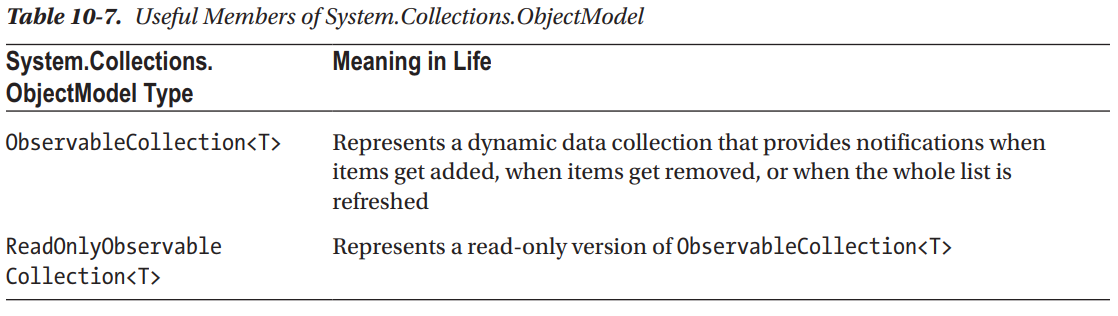 Table 10-7. Useful Members of System.Collections.ObjectModel
System.Collections.
ObjectModel Type
Meaning in Life
ObservableCollection<T>
Represents a dynamic data collection that provides notifications when
items get added, when items get removed, or when the whole list is
refreshed
ReadOnlyObservable
Collection<T>
Represents a read-only version of ObservableCollection<T>